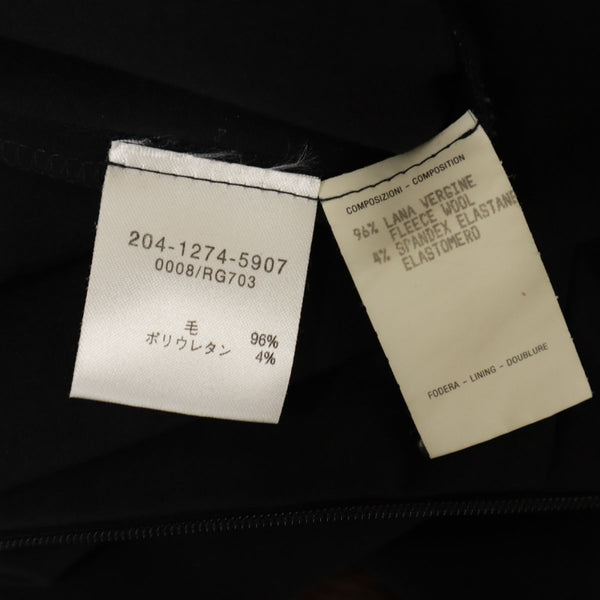 204-1274-5907
0008/RG703
毛 96%
ポリウレタン 4%
COMPOSIZIONI - COMPOSITION
96% LANA VERGINE
FLEECE WOOL
4% SPANDEX ELASTANE
ELASTOMERO
FODERA - LINING - DOUBLURE